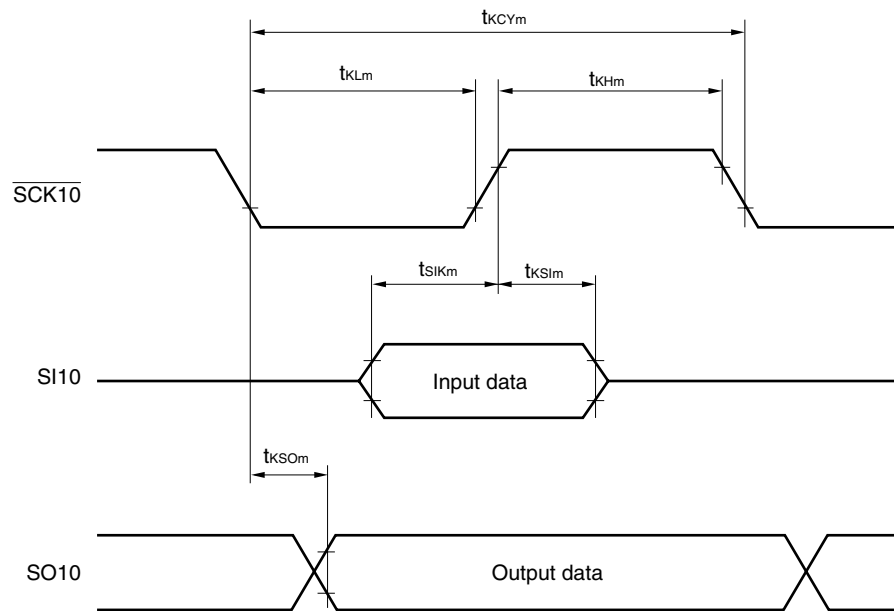 tKCYm
tKLm
tKHm
SCK10
tSIKm
tKSIm
SI10
Input data
tKSOm
SO10
Output data